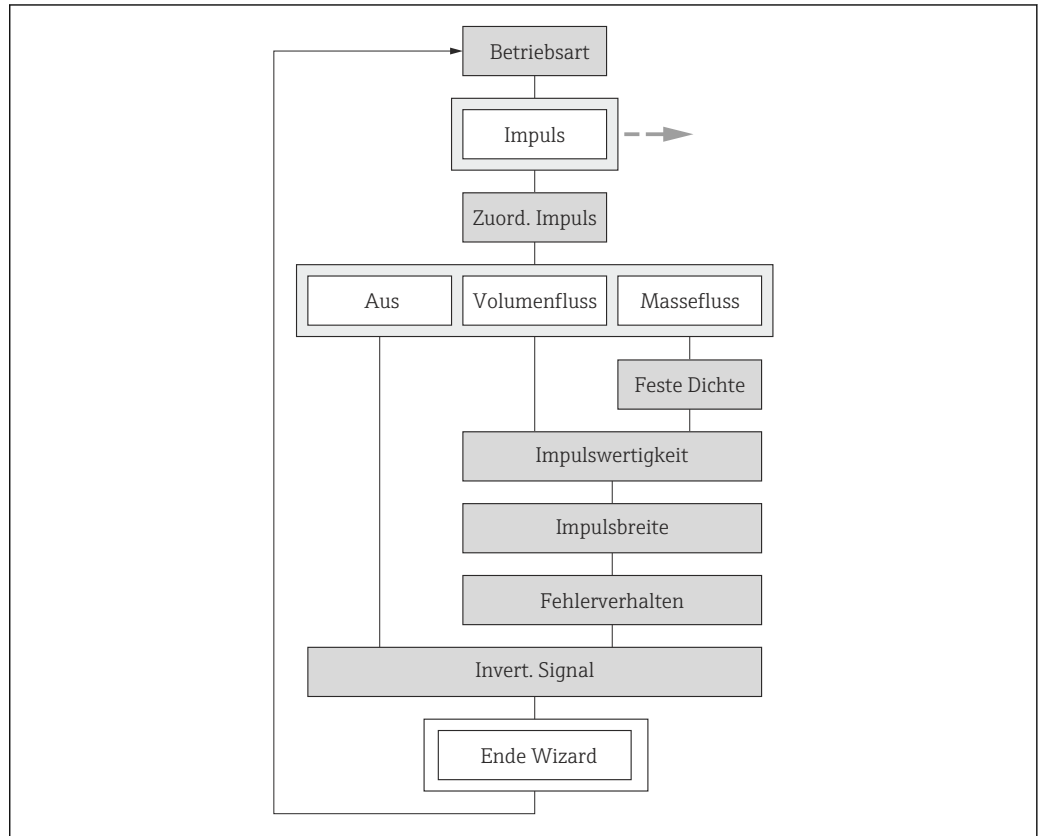 Betriebsart
Impuls
Zuord. Impuls
Aus
Volumenfluss
Massefluss
Feste Dichte
Impulswertigkeit
Impulsbreite
Fehlerverhalten
Invert. Signal
Ende Wizard